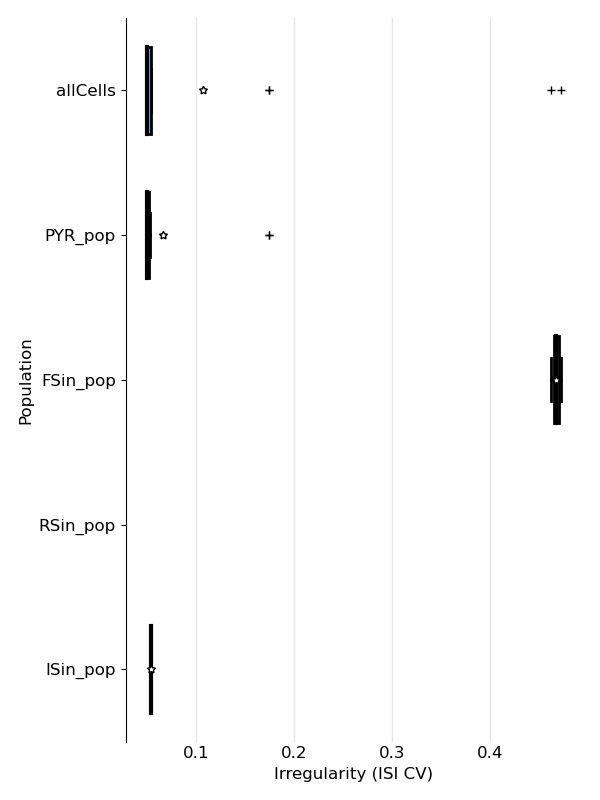 allCells
PYR_pop
FSin_pop
RSin_pop
ISin_pop
Population
0.1 0.2 0.3 0.4
Irregularity (ISI CV)